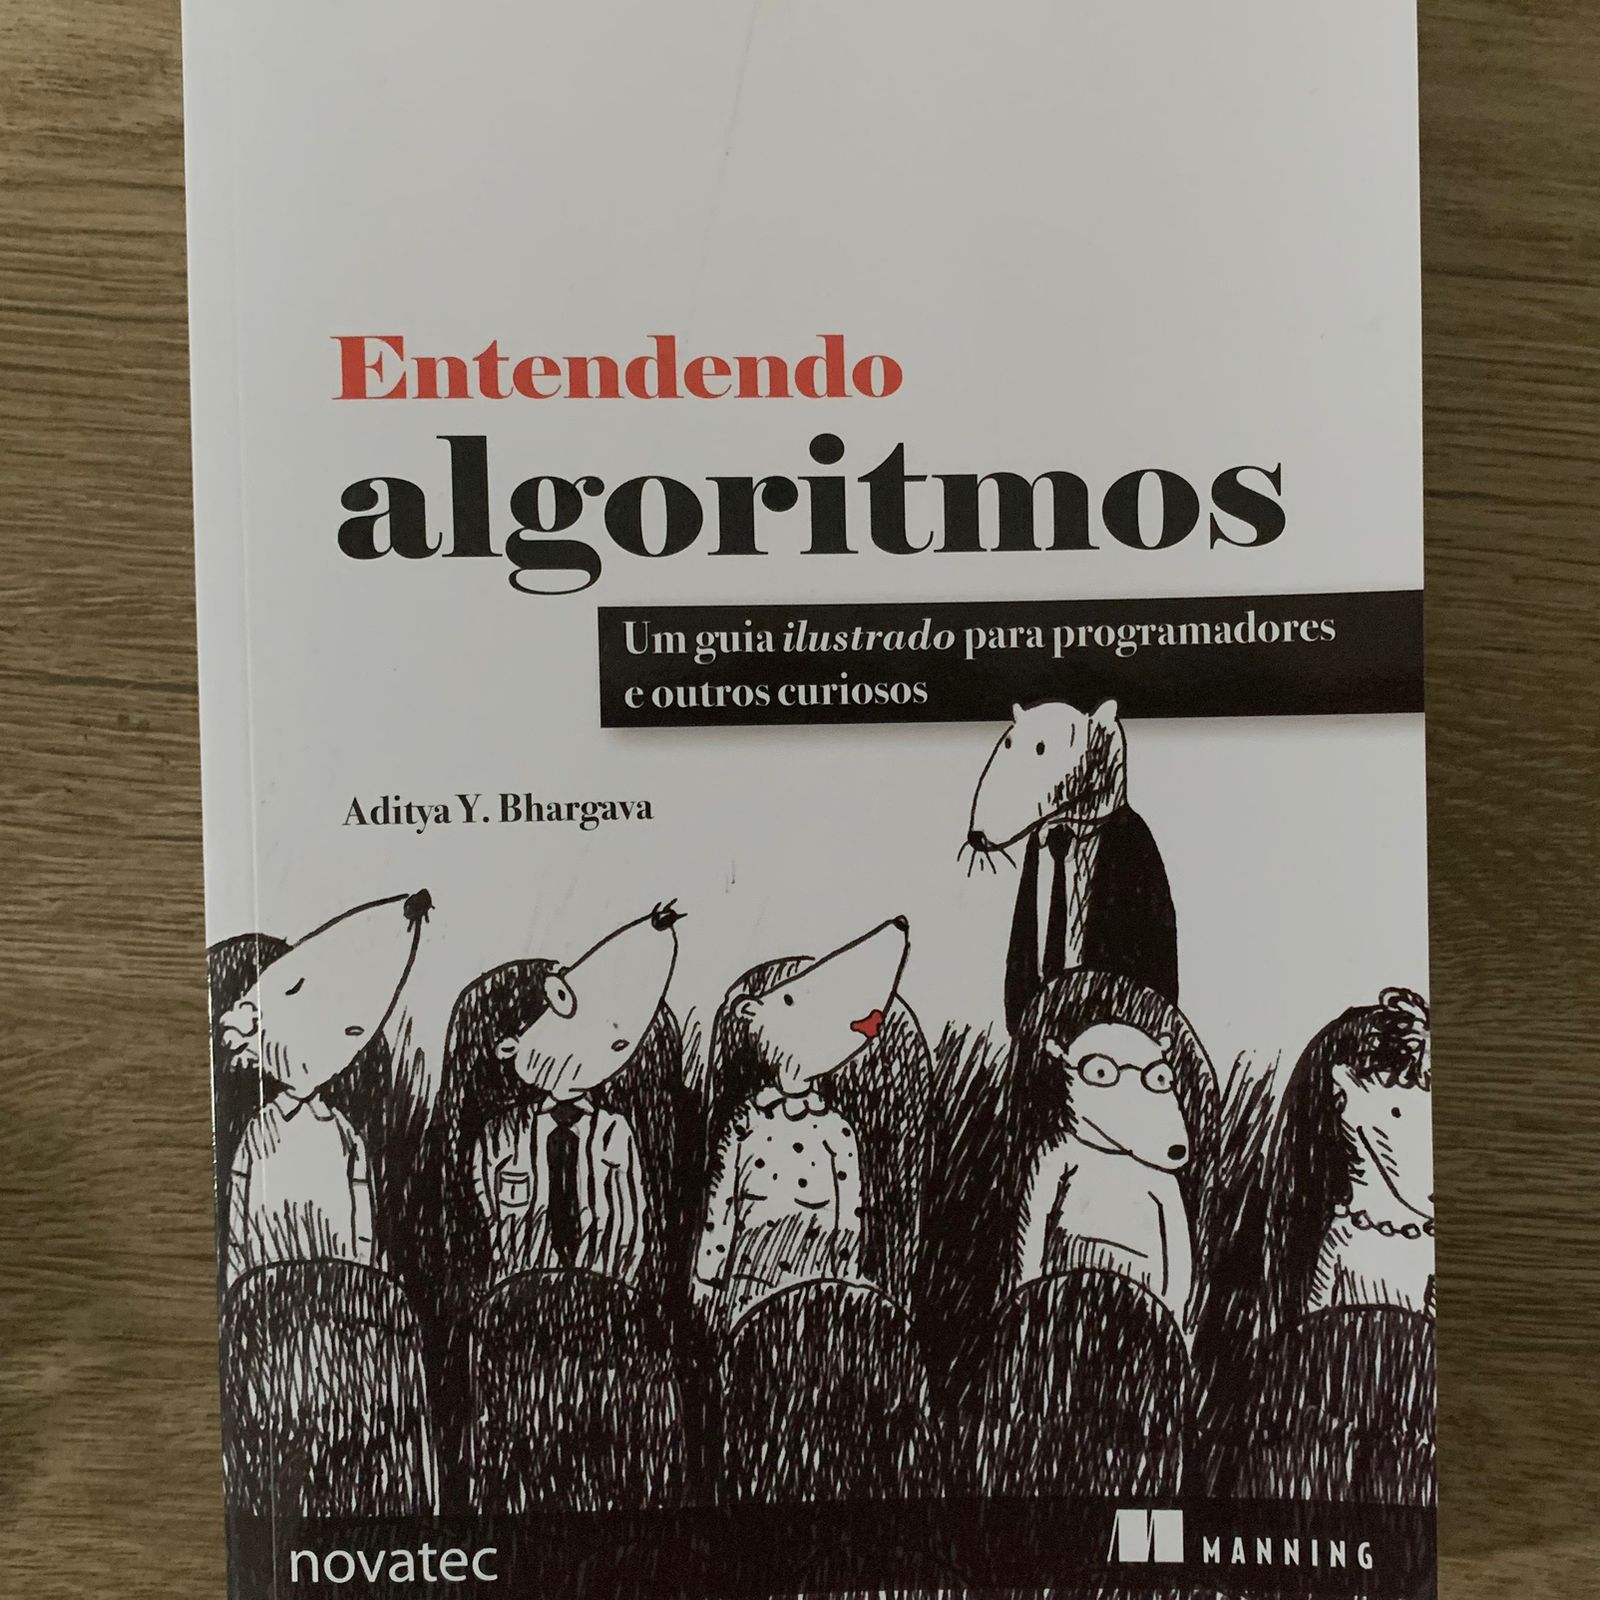 Entendendo
algoritmos
Um guia ilustrado para programadores
e outros curiosos
Aditya Y. Bhargava
novatec
MANNING